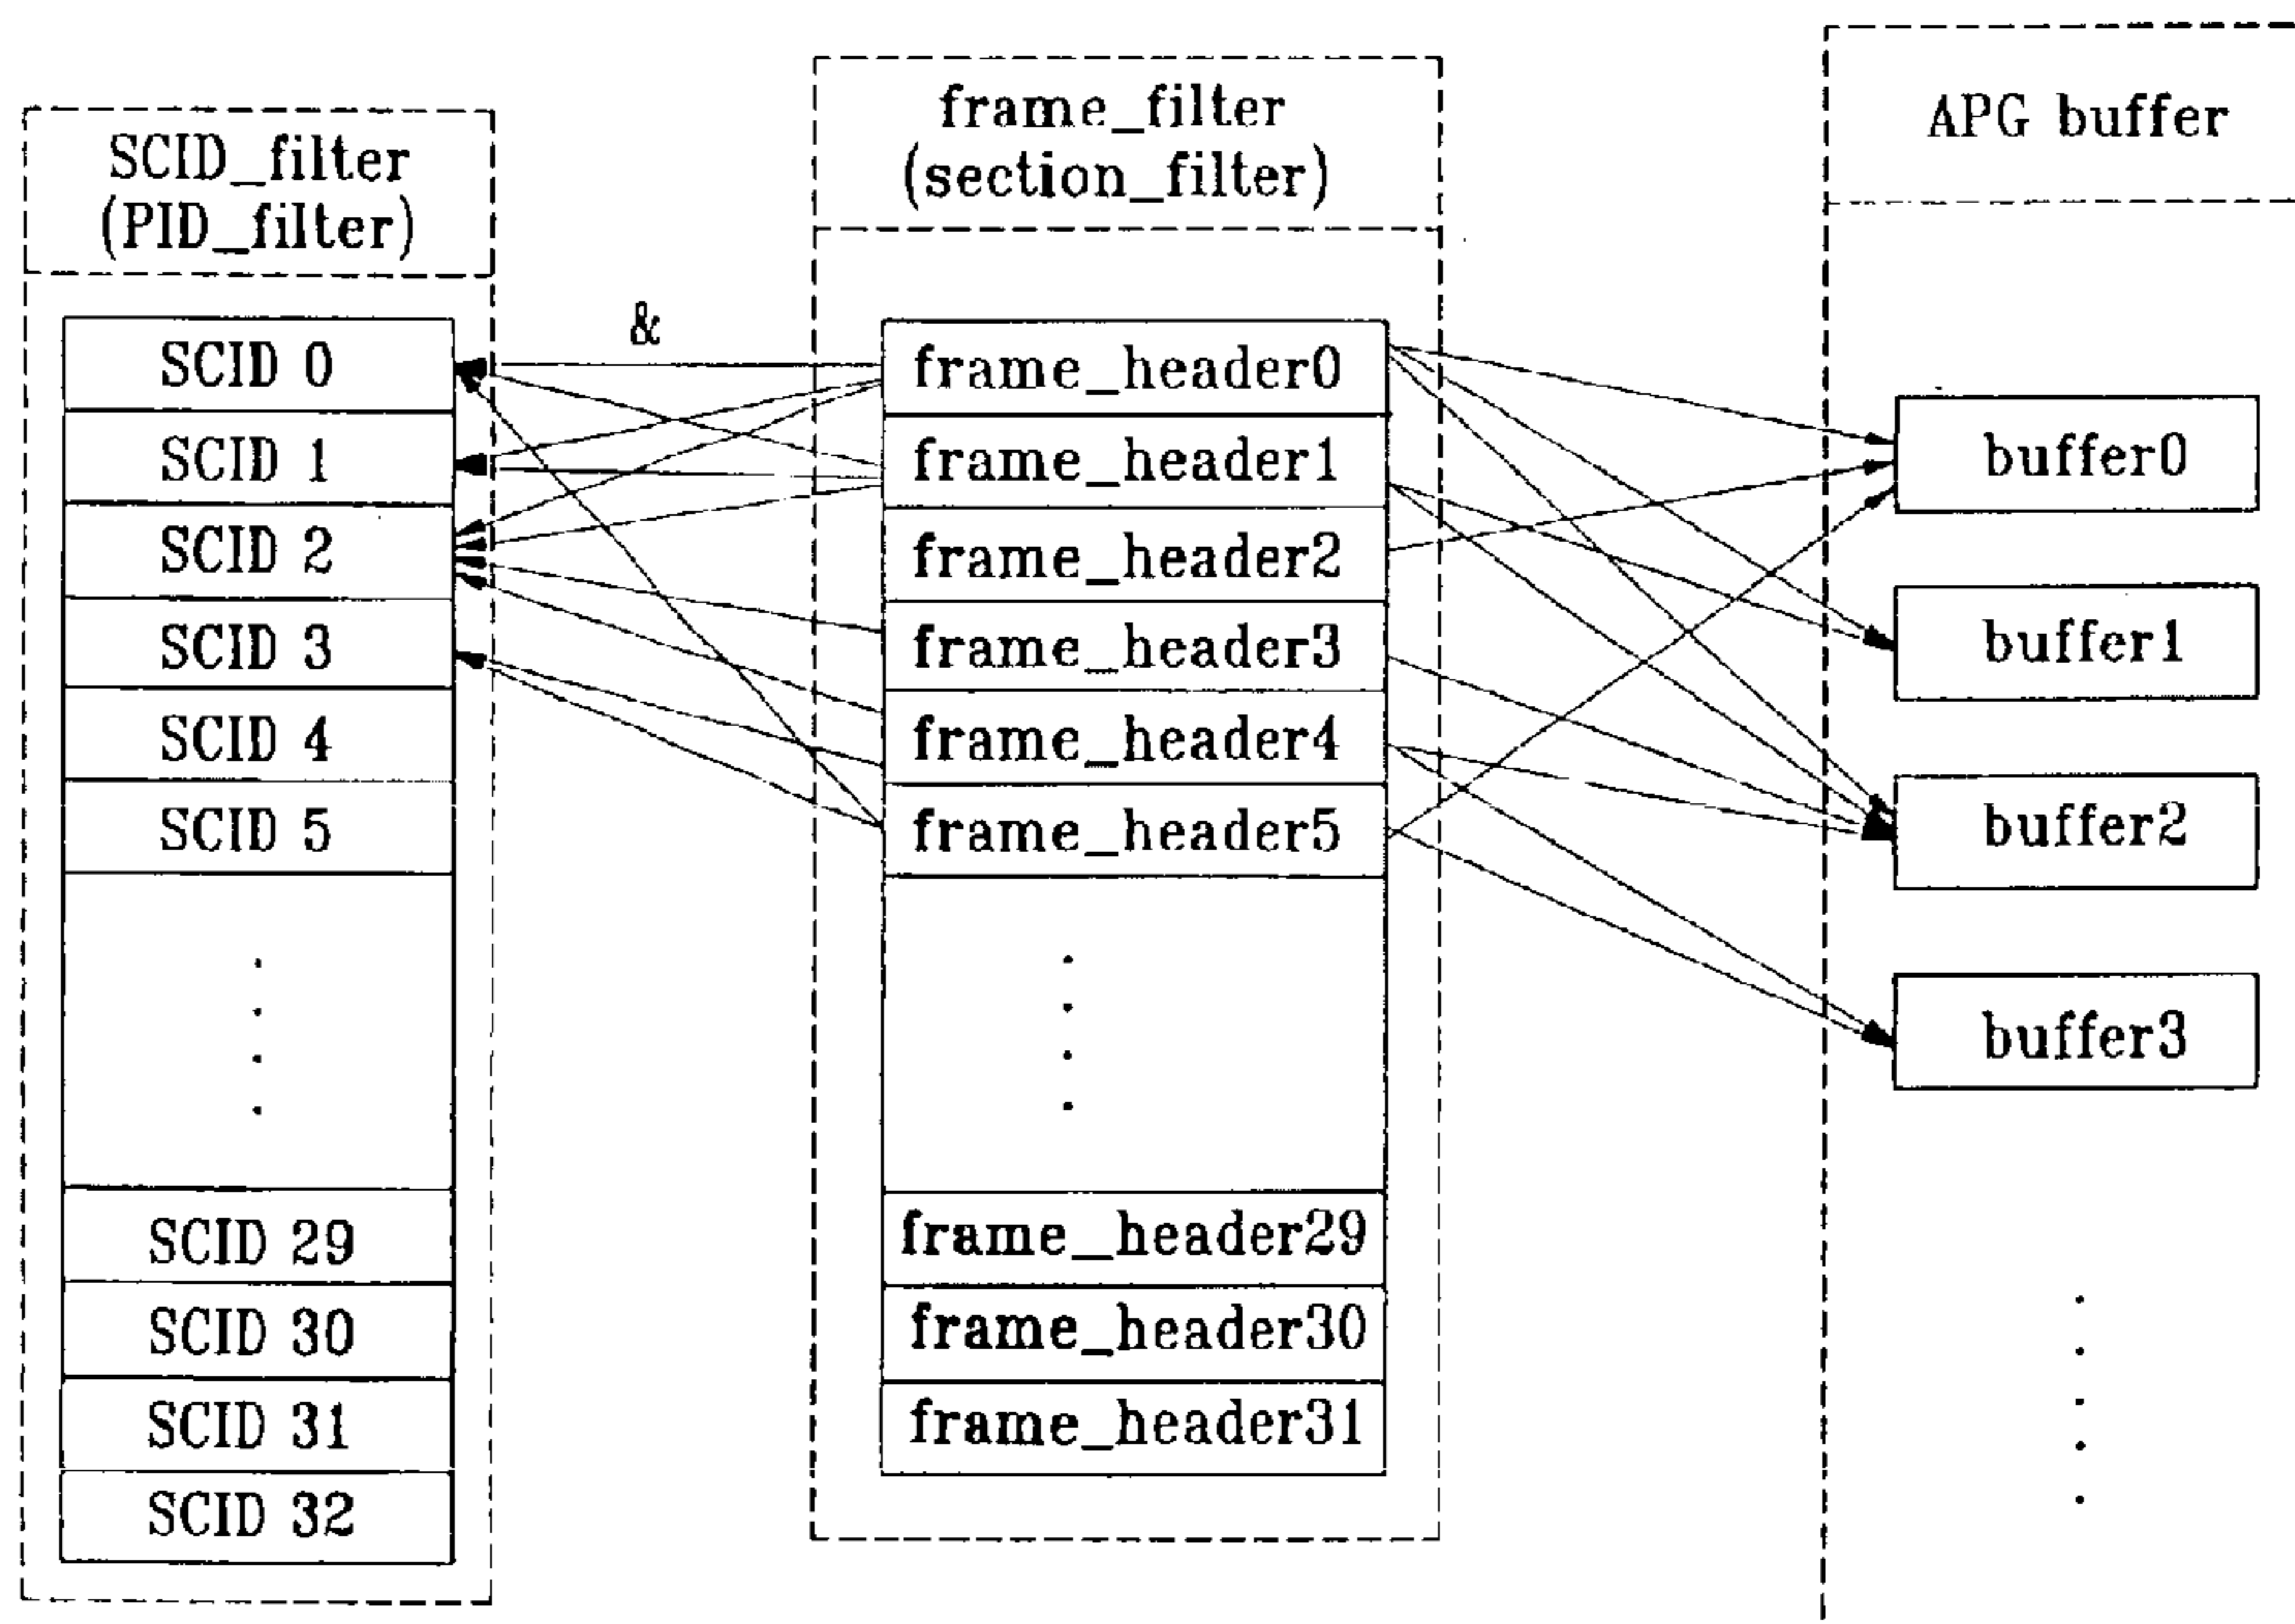 SCID_filter
(PID_filter)
SCID 0
SCID 1
SCID 2
SCID 3
SCID 4
SCID 5
SCID 29
SCID 30
SCID 31
SCID 32
&
frame_filter
(section_filter)
frame_header0
frame_header1
frame_header2
frame_header3
frame_header4
frame_header5
frame_header29
frame_header30
frame_header31
APG buffer
buffer0
buffer1
buffer2
buffer3